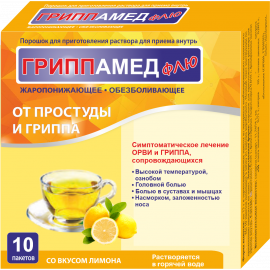 Порошок для приготовления раствора для приема внутрь
ГРИППАМЕД ФЛЮ
ЖАРОПОНИЖАЮЩЕЕ • ОБЕЗБОЛИВАЮЩЕЕ
ОТ ПРОСТУДЫ
И ГРИППА
Симптоматическое лечение
ОРВИ и ГРИППА,
сопровождающихся
• Высокой температурой,
ознобом
• Головной болью
• Болью в суставах и мышцах
• Насморком, заложенностью
носа
10
пакетов
СО ВКУСОМ ЛИМОНА
Растворяется
в горячей воде